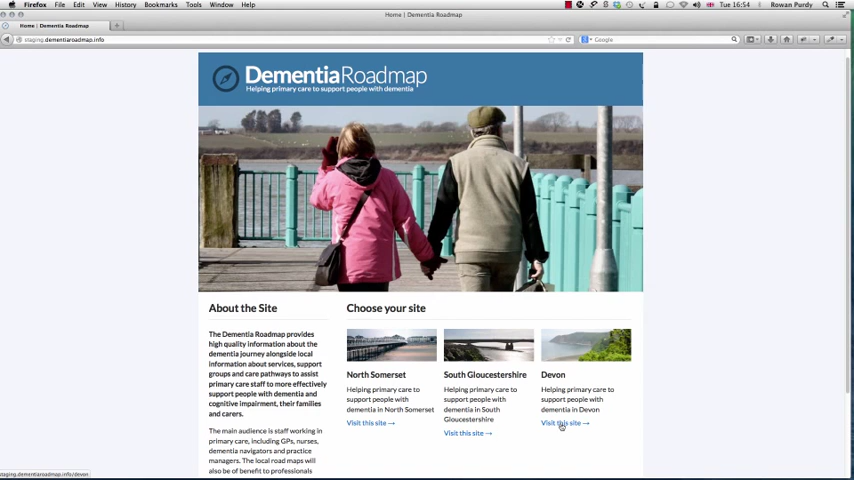 Firefox File Edit View History Bookmarks Tools Window Help
Tue 16:54 Rowan Purdy
Home | Dementia Roadmap
Home | Dementia Roadmap
staging.dementiaroadmap.info
Google
DementiaRoadmap
Helping primary care to support people with dementia
About the Site
The Dementia Roadmap provides
high quality information about the
dementia journey alongside local
information about services, support
groups and care pathways to assist
primary care staff to more effectively
support people with dementia and
cognitive impairment, their families
and carers.
The main audience is staff working in
primary care, including GPs, nurses,
dementia navigators and practice
managers. The local road maps will
also be of benefit to professionals
Choose your site
North Somerset
Helping primary care to
support people with
dementia in North Somerset
Visit this site →
South Gloucestershire
Helping primary care to
support people with
dementia in South
Gloucestershire
Visit this site →
Devon
Helping primary care to
support people with
dementia in Devon
Visit this site →
staging.dementiaroadmap.info/devon